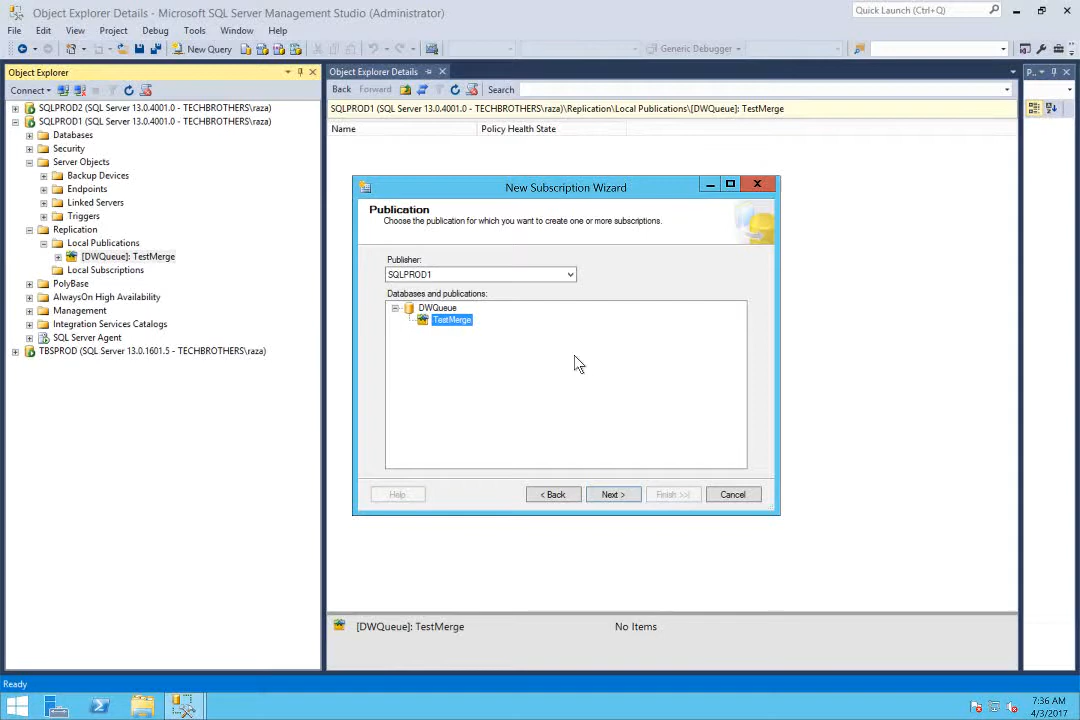 Object Explorer Details - Microsoft SQL Server Management Studio (Administrator)
Quick Launch (Ctrl+Q)
File Edit View Project Debug Tools Window Help
New Query
Generic Debugger
Object Explorer
Connect
SQLPROD2 (SQL Server 13.0.4001.0 - TECHBROTHERS\raza)
SQLPROD1 (SQL Server 13.0.4001.0 - TECHBROTHERS\raza)
Databases
Security
Server Objects
Backup Devices
Endpoints
Linked Servers
Triggers
Replication
Local Publications
[DWQueue]: TestMerge
Local Subscriptions
PolyBase
AlwaysOn High Availability
Management
Integration Services Catalogs
SQL Server Agent
TBSPROD (SQL Server 13.0.1601.5 - TECHBROTHERS\raza)
Object Explorer Details
Back Forward Search
SQLPROD1 (SQL Server 13.0.4001.0 - TECHBROTHERS\raza)\Replication\Local Publications\[DWQueue]: TestMerge
Name Policy Health State
New Subscription Wizard
Publication
Choose the publication for which you want to create one or more subscriptions.
Publisher:
SQLPROD1
Databases and publications:
DWQueue
TestMerge
Help < Back Next > Finish >>| Cancel
[DWQueue]: TestMerge No Items
P...
Ready
7:36 AM
4/3/2017